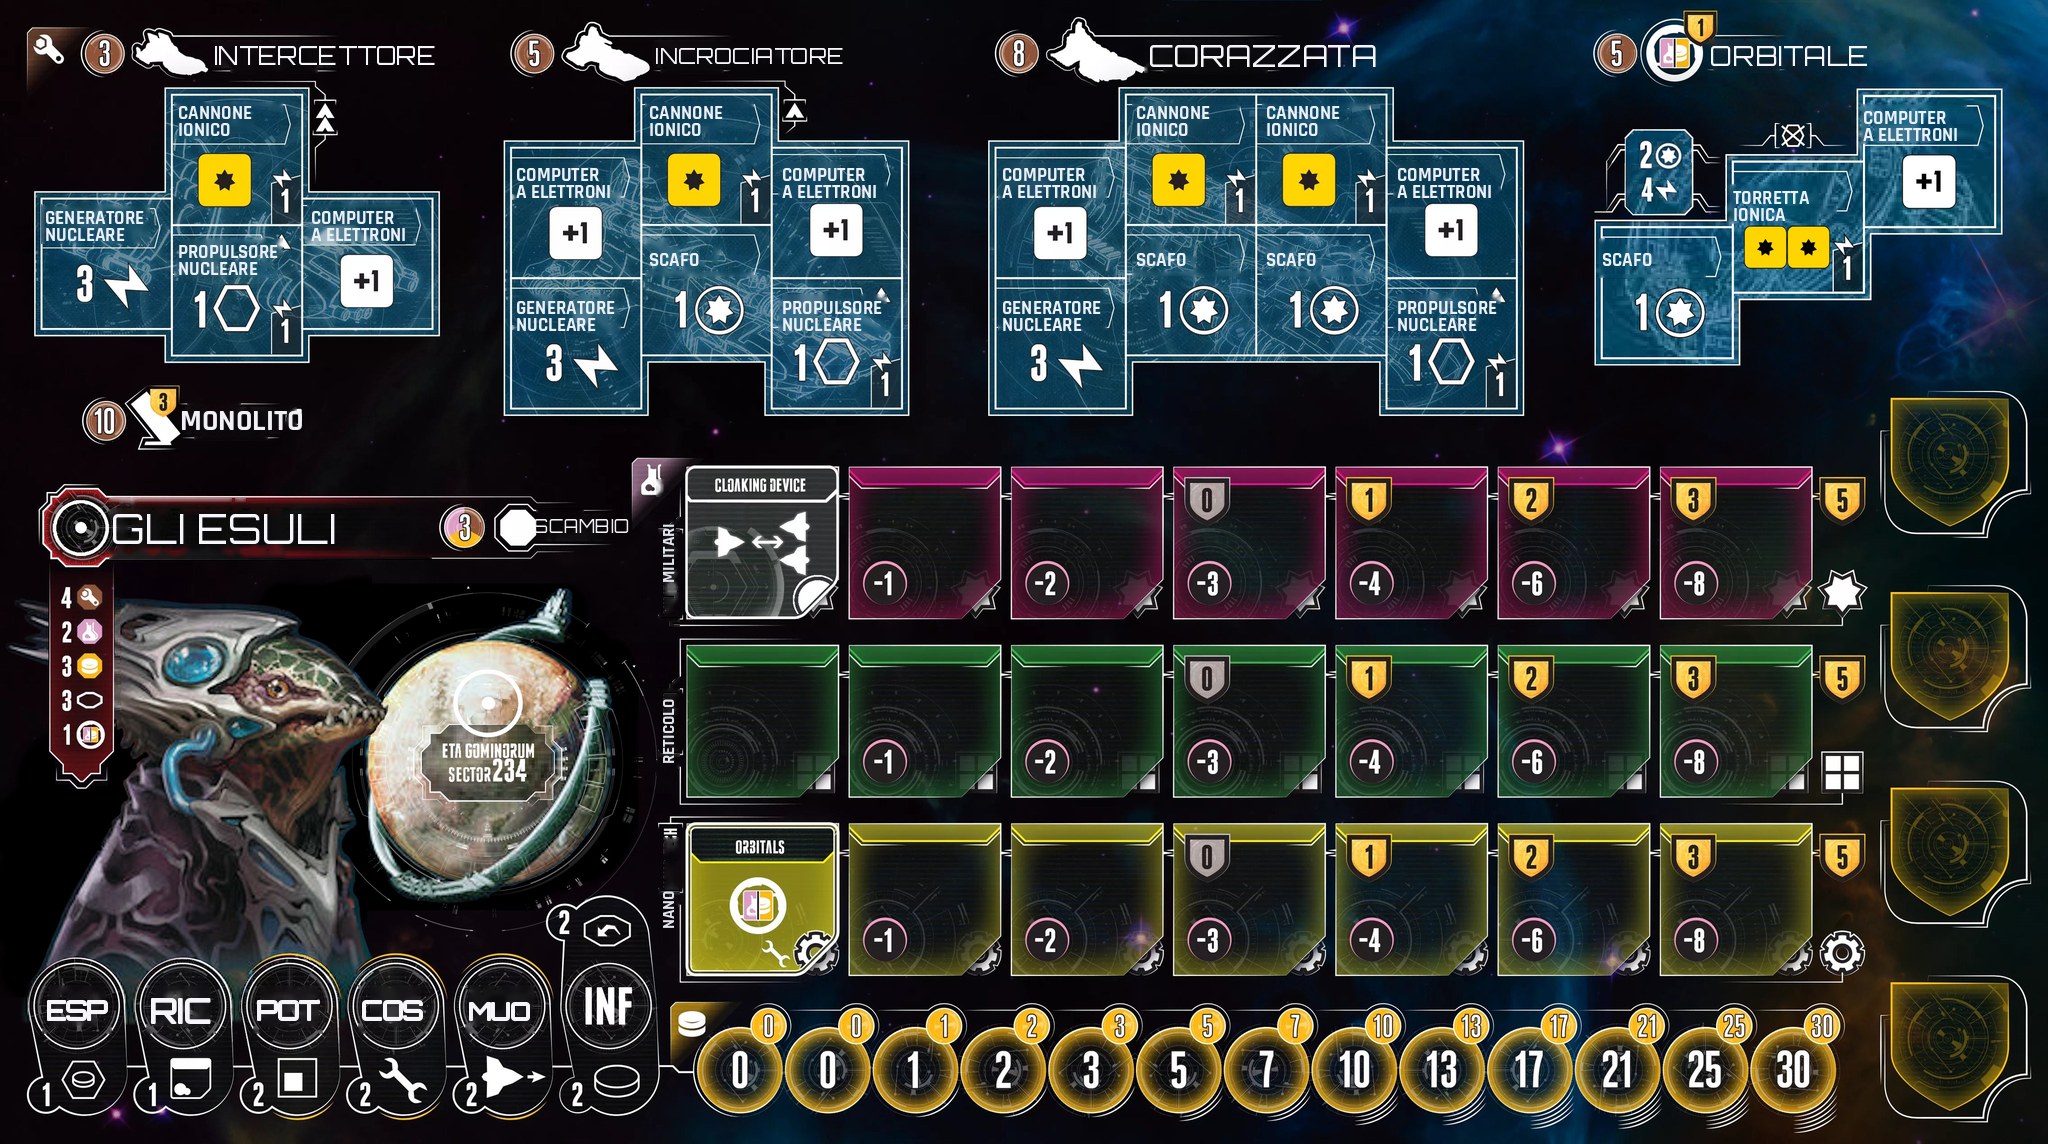 3 INTERCETTORE
5 INCROCIATORE
8 CORAZZATA
5 1 ORBITALE
CANNONE
IONICO
1
GENERATORE
NUCLEARE
3
PROPULSORE
NUCLEARE
1
1
COMPUTER
A ELETTRONI
+1
COMPUTER
A ELETTRONI
+1
CANNONE
IONICO
1
COMPUTER
A ELETTRONI
+1
GENERATORE
NUCLEARE
3
SCAFO
1
PROPULSORE
NUCLEARE
1
1
COMPUTER
A ELETTRONI
+1
CANNONE
IONICO
1
CANNONE
IONICO
1
COMPUTER
A ELETTRONI
+1
GENERATORE
NUCLEARE
3
SCAFO
1
SCAFO
1
PROPULSORE
NUCLEARE
1
1
2
4
SCAFO
1
TORRETTA
IONICA
1
COMPUTER
A ELETTRONI
+1
10 3 MONOLITO
GLI ESULI
3 SCAMBIO
4
2
3
3
1
ETA GOMINORUM
SECTOR 234
MILITARI
CLOAKING DEVICE
0 1 2 3 5
-1 -2 -3 -4 -6 -8
RETICOLO
0 1 2 3 5
-1 -2 -3 -4 -6 -8
NANO
ORBITALS
0 1 2 3 5
-1 -2 -3 -4 -6 -8
2
ESP RIC POT COS MUO INF
1 1 2 2 2 2
0 0 1 2 3 5 7 10 13 17 21 25 30
0 0 1 2 3 5 7 10 13 17 21 25 30